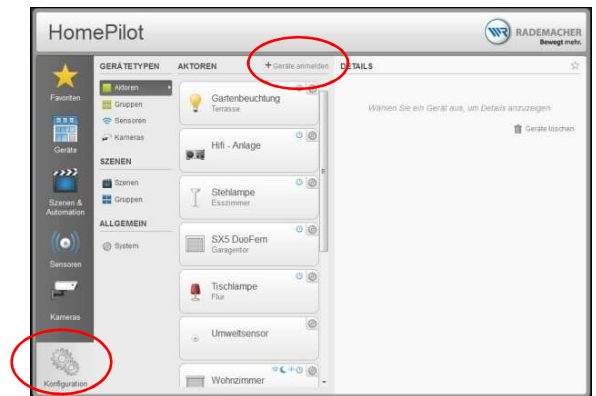 HomePilot
WR RADEMACHER
Bewegt mehr.
Favoriten
Geräte
Szenen &
Automation
Sensoren
Kameras
Konfiguration
GERÄTETYPEN
Aktoren
Gruppen
Sensoren
Kameras
SZENEN
Szenen
Gruppen
ALLGEMEIN
System
AKTOREN
+ Geräte anmelden
Gartenbeuchtung
Terrasse
Hifi - Anlage
Stehlampe
Esszimmer
SX5 DuoFern
Garagentor
Tischlampe
Flur
Umweltsensor
Wohnzimmer
DETAILS
Wählen Sie ein Gerät aus, um Details anzuzeigen
Geräte löschen